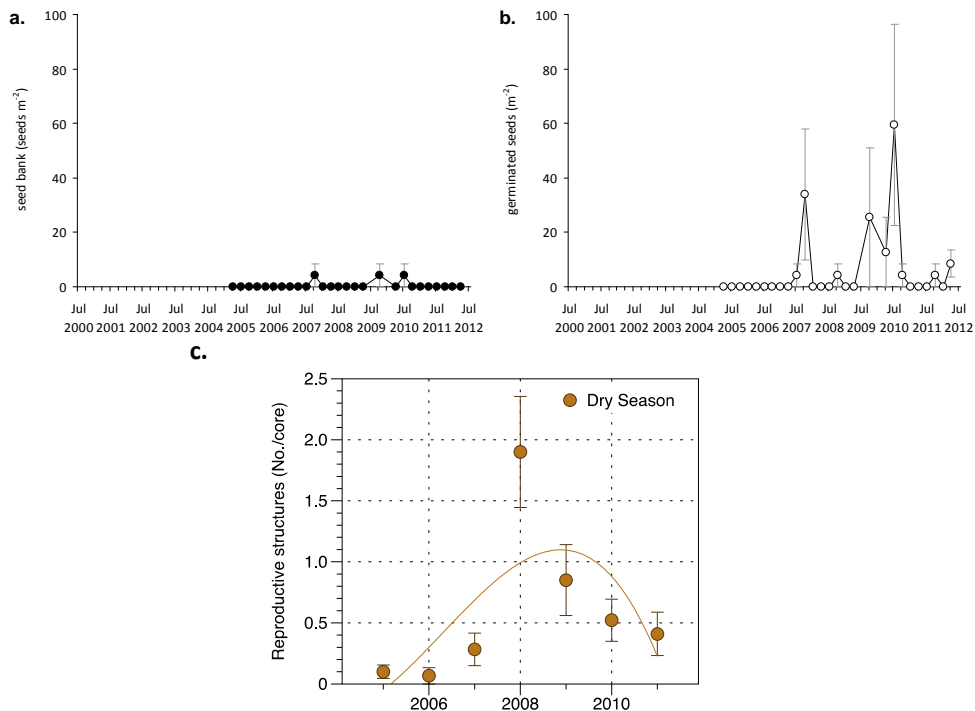 a.
seed bank (seeds m⁻²)
100
80
60
40
20
0
Jul Jul Jul Jul Jul Jul Jul Jul Jul Jul Jul Jul Jul
2000 2001 2002 2003 2004 2005 2006 2007 2008 2009 2010 2011 2012
b.
germinated seeds (m⁻²)
100
80
60
40
20
0
Jul Jul Jul Jul Jul Jul Jul Jul Jul Jul Jul Jul Jul
2000 2001 2002 2003 2004 2005 2006 2007 2008 2009 2010 2011 2012
c.
Reproductive structures (No./core)
2.5
2.0
1.5
1.0
0.5
0
Dry Season
2006 2008 2010